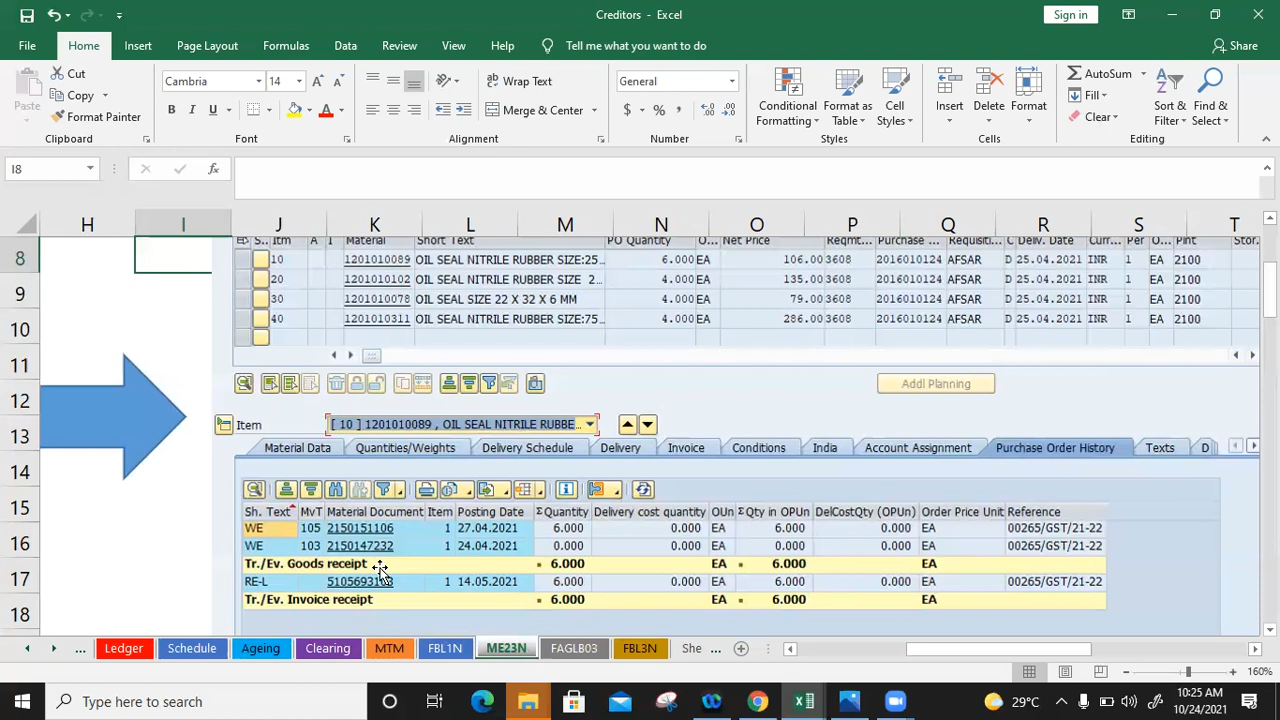 Creditors - Excel
Sign in
File Home Insert Page Layout Formulas Data Review View Help Tell me what you want to do Share
Paste Cut Copy Format Painter Clipboard
Cambria 14 A A B I U Font
Wrap Text Merge & Center Alignment
General $ % , Number
Conditional Formatting Format as Table Cell Styles Styles
Insert Delete Format Cells
AutoSum Fill Clear Sort & Filter Find & Select Editing
I8 fx
H I J K L M N O P Q R S T
8 S.. Itm A I Material Short Text PO Quantity O... Net Price Reqmt... Purchase ... Requisiti... C Deliv. Date Curr... Per O... Plnt Stor.
10 1201010089 OIL SEAL NITRILE RUBBER SIZE:25... 6.000 EA 106.00 3608 2016010124 AFSAR D 25.04.2021 INR 1 EA 2100
9 20 1201010102 OIL SEAL NITRILE RUBBER SIZE 2... 4.000 EA 135.00 3608 2016010124 AFSAR D 25.04.2021 INR 1 EA 2100
30 1201010078 OIL SEAL SIZE 22 X 32 X 6 MM 4.000 EA 79.00 3608 2016010124 AFSAR D 25.04.2021 INR 1 EA 2100
10 40 1201010311 OIL SEAL NITRILE RUBBER SIZE:75... 4.000 EA 286.00 3608 2016010124 AFSAR D 25.04.2021 INR 1 EA 2100
11
12 Addl Planning
13 Item [ 10 ] 1201010089 , OIL SEAL NITRILE RUBBE...
14 Material Data Quantities/Weights Delivery Schedule Delivery Invoice Conditions India Account Assignment Purchase Order History Texts D
15 Sh. Text MvT Material Document Item Posting Date Σ Quantity Delivery cost quantity OUn Σ Qty in OPUn DelCostQty (OPUn) Order Price Unit Reference
16 WE 105 2150151106 1 27.04.2021 6.000 0.000 EA 6.000 0.000 EA 00265/GST/21-22
WE 103 2150147232 1 24.04.2021 0.000 0.000 EA 6.000 0.000 EA 00265/GST/21-22
17 Tr./Ev. Goods receipt 6.000 EA 6.000 EA
RE-L 1 14.05.2021 6.000 0.000 EA 6.000 0.000 EA 00265/GST/21-22
18 Tr./Ev. Invoice receipt 6.000 EA 6.000 EA
... Ledger Schedule Ageing Clearing MTM FBL1N ME23N FAGLB03 FBL3N She ...
160%
Type here to search 29°C 10:25 AM
10/24/2021